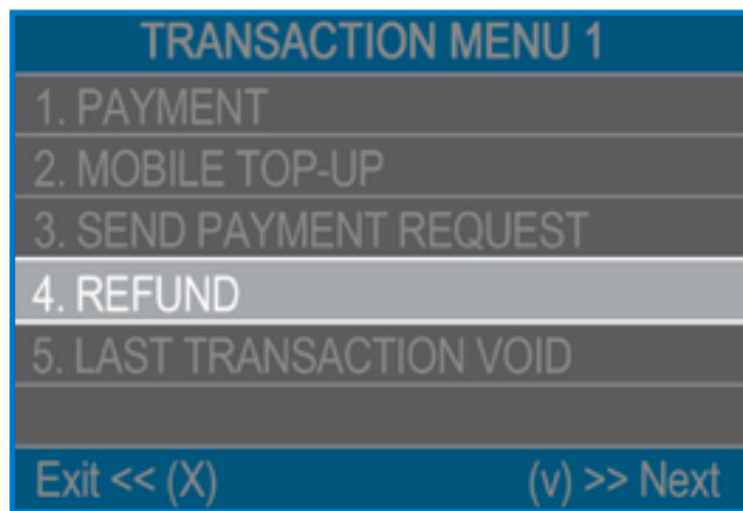 TRANSACTION MENU 1
1. PAYMENT
2. MOBILE TOP-UP
3. SEND PAYMENT REQUEST
4. REFUND
5. LAST TRANSACTION VOID
Exit << (X) (v) >> Next